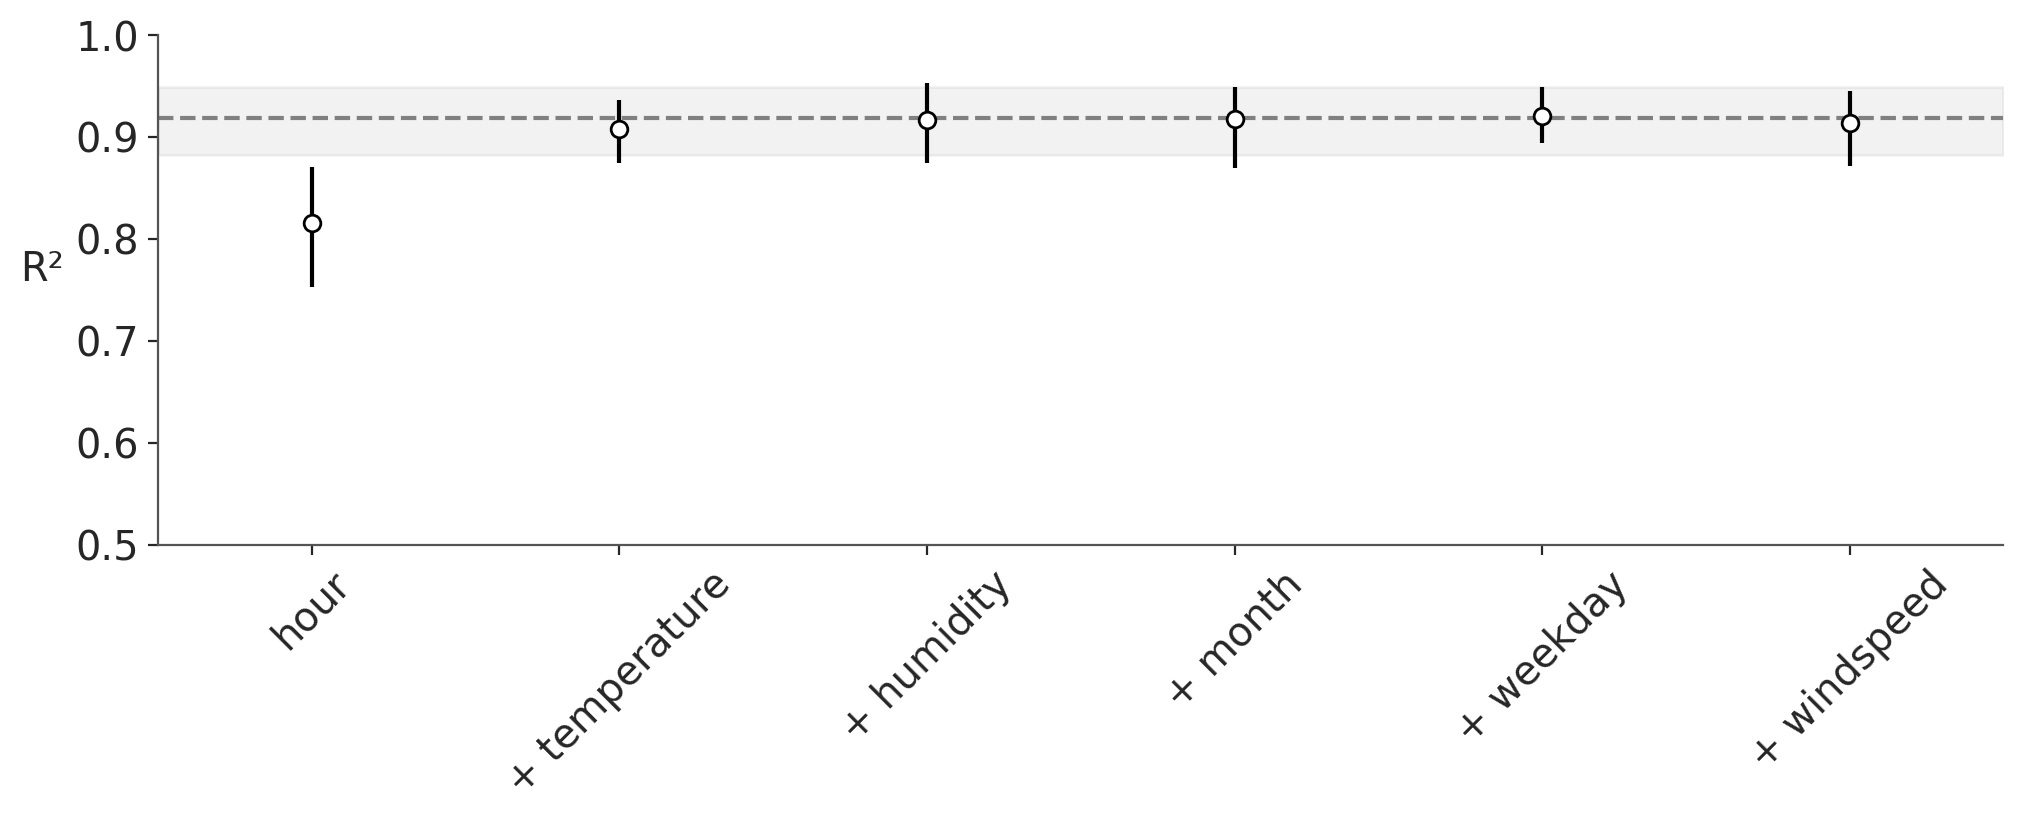 1.0
0.9
0.8
R²
0.7
0.6
0.5
hour
+ temperature
+ humidity
+ month
+ weekday
+ windspeed